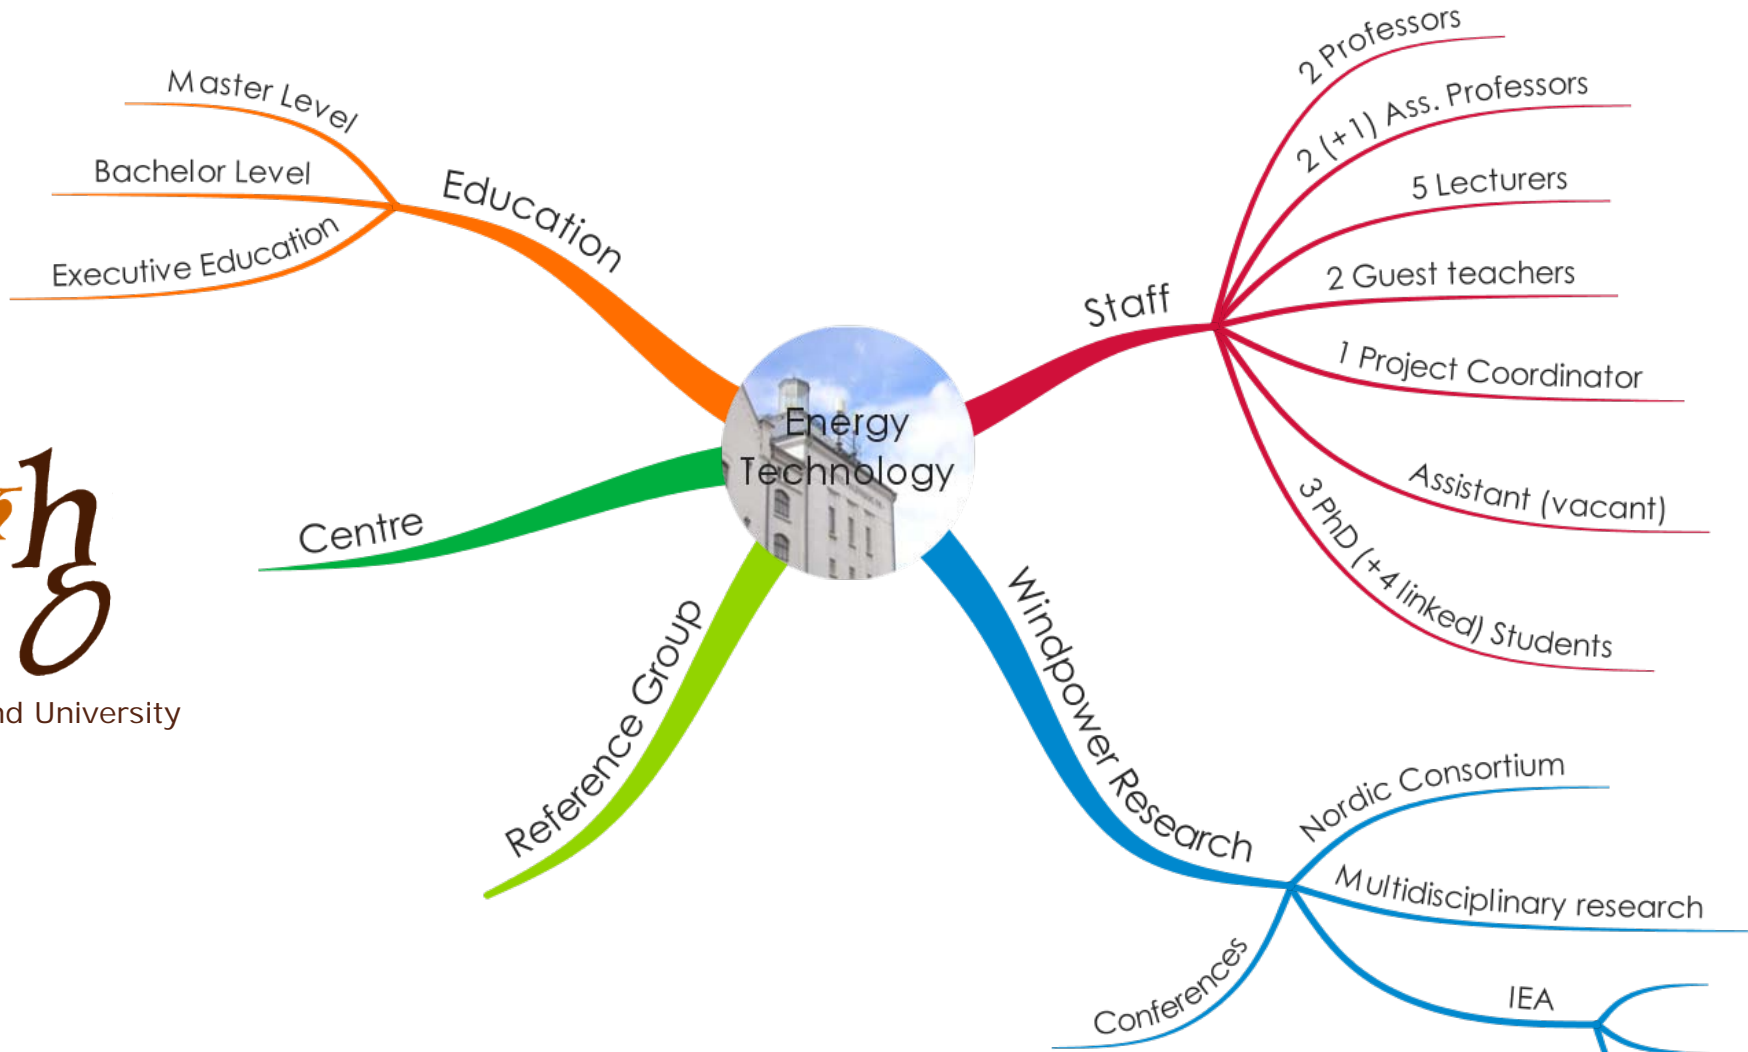 Energy
Technology
Education
Master Level
Bachelor Level
Executive Education
Staff
2 Professors
2 (+1) Ass. Professors
5 Lecturers
2 Guest teachers
1 Project Coordinator
Assistant (vacant)
3 PhD (+4 linked) Students
Centre
Reference Group
Windpower Research
Nordic Consortium
Multidisciplinary research
IEA
Conferences
h
g
University